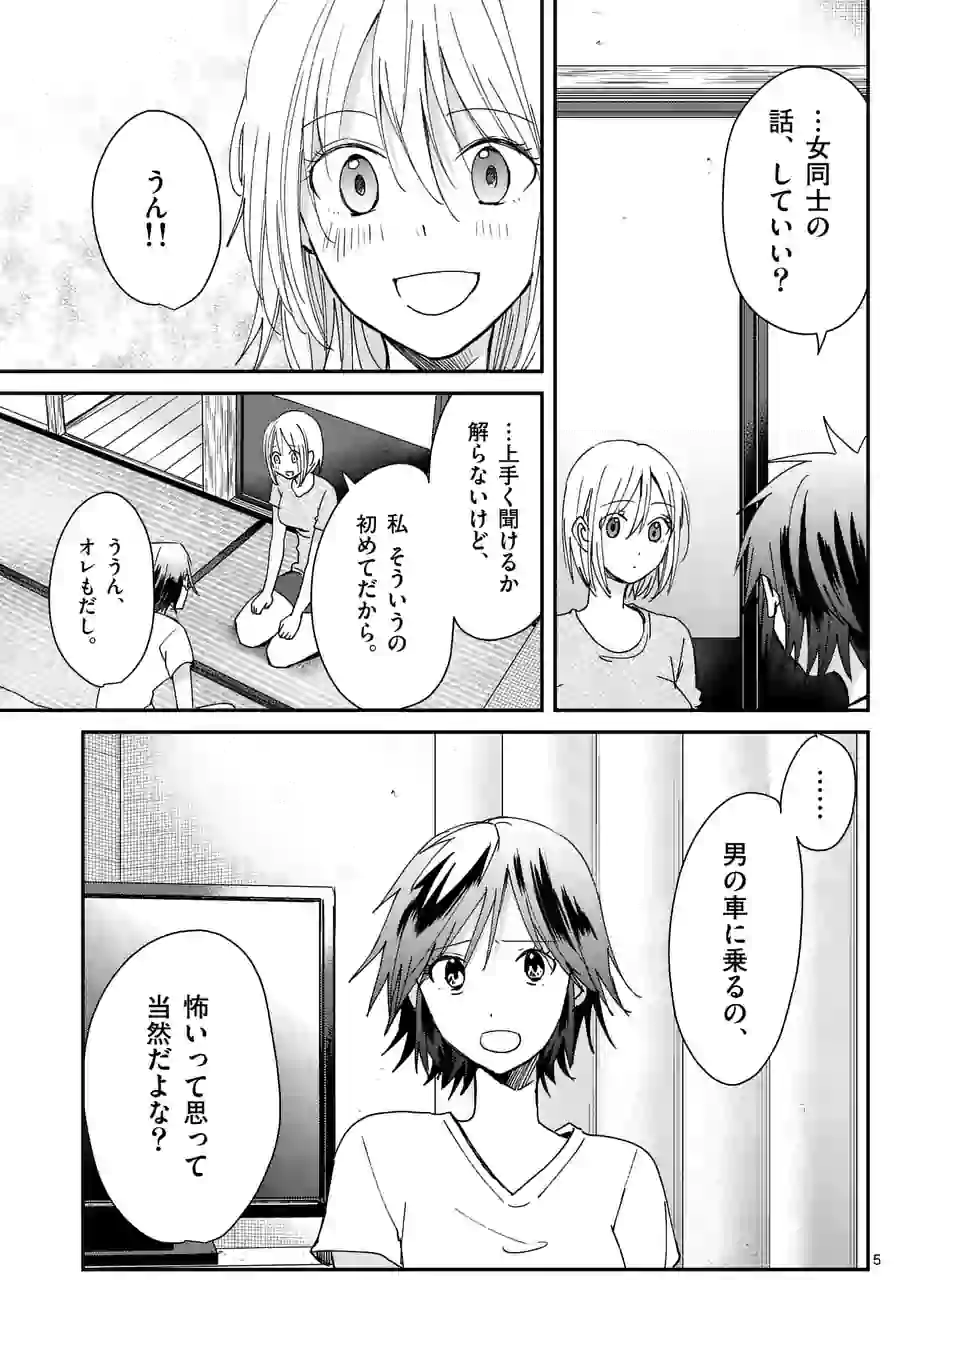 …女同士の
話、していい？
うん!!
…上手く聞けるか
解らないけど、
私 そういうの
初めてだから。
ううん、
オレもだし。
……
男の車に乗るの、
怖いって思って
当然だよな？
5